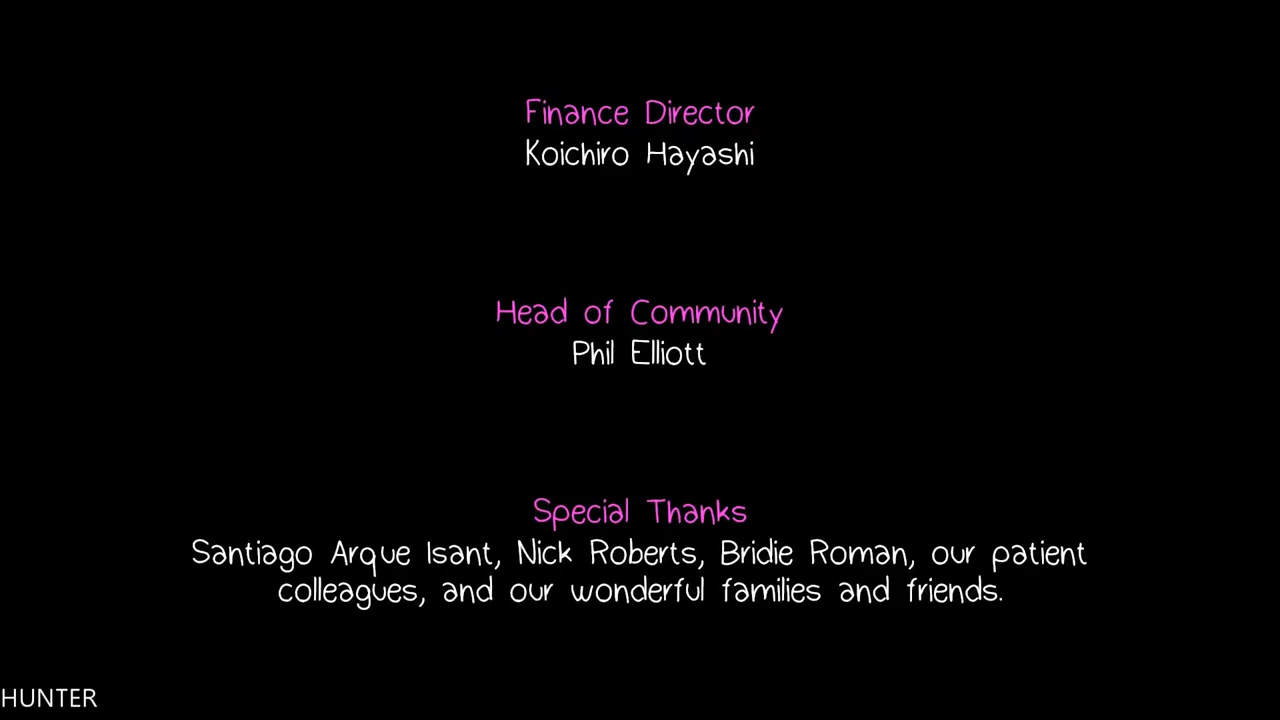 Finance Director
Koichiro Hayashi
Head of Community
Phil Elliott
Special Thanks
Santiago Arque Isant, Nick Roberts, Bridie Roman, our patient
colleagues, and our wonderful families and friends.
HUNTER